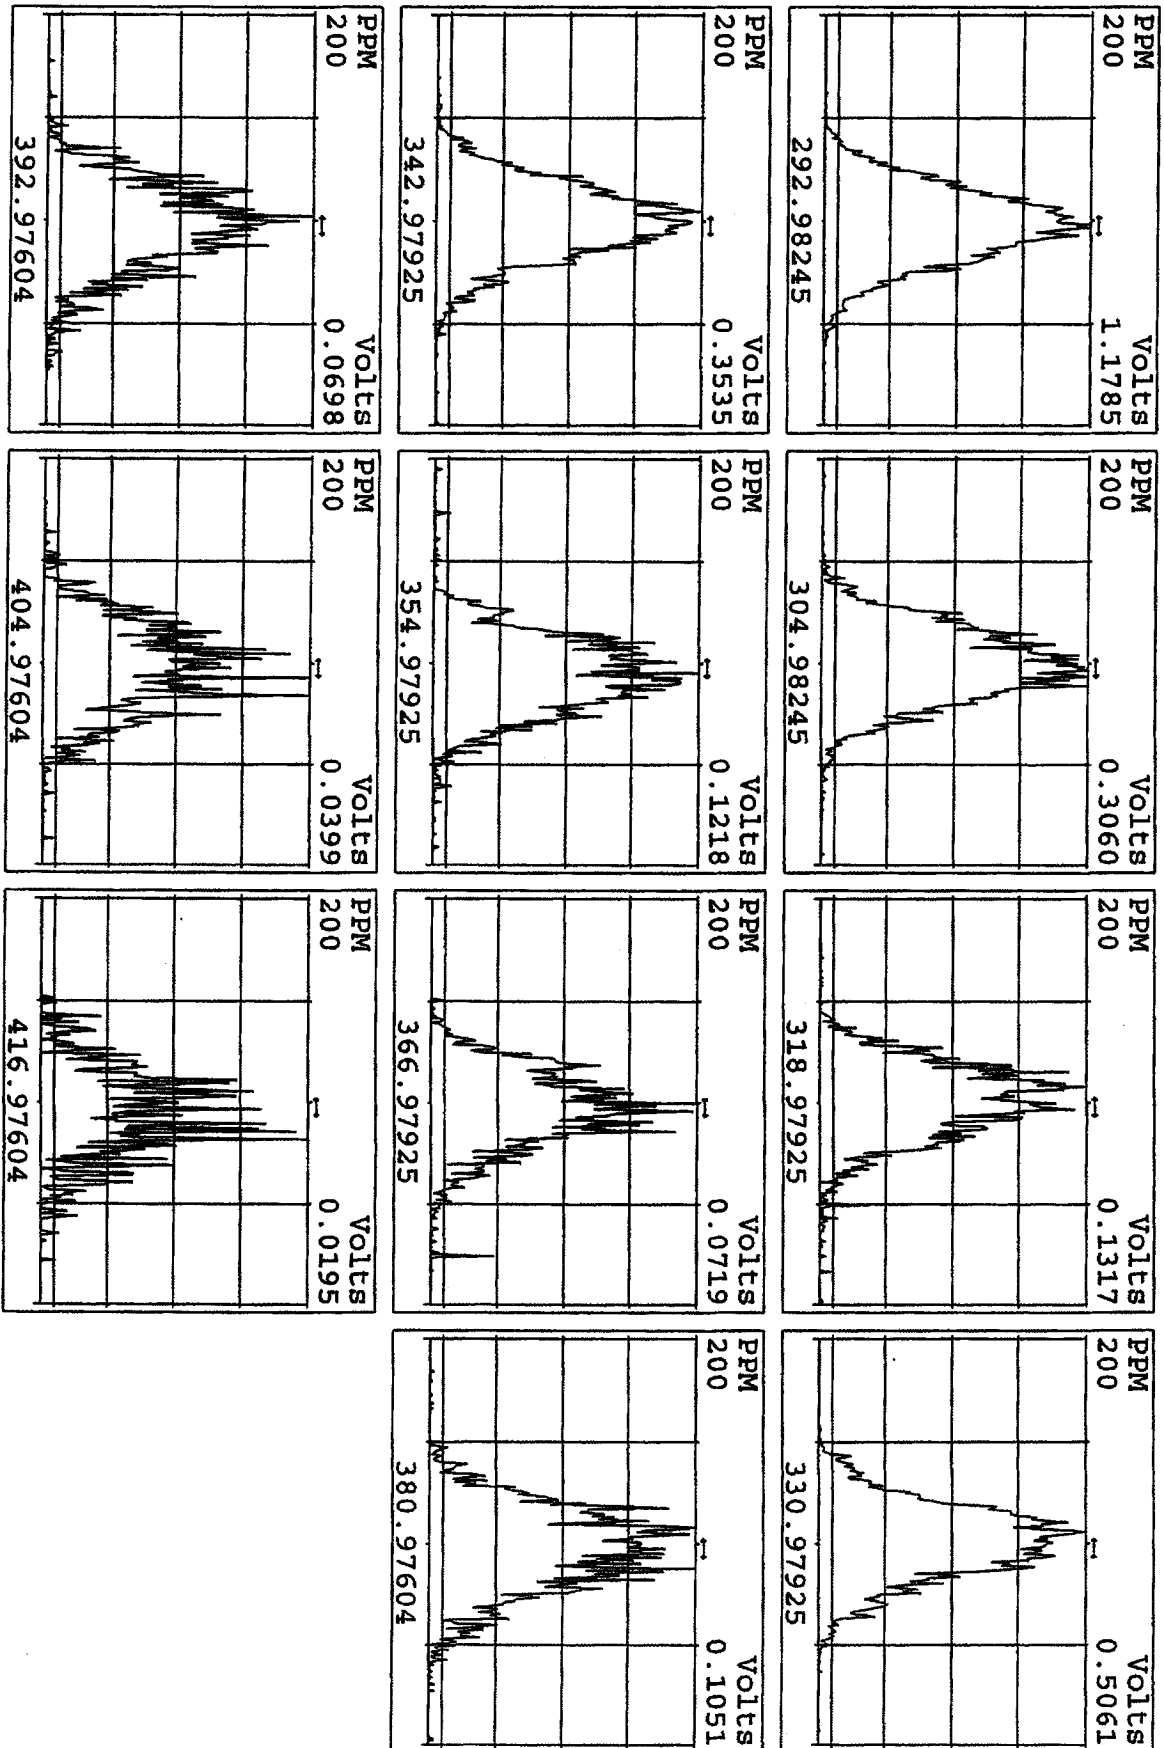 PPM Volts
200 1.1785
292.98245
PPM Volts
200 0.3060
304.98245
PPM Volts
200 0.1317
318.97925
PPM Volts
200 0.5061
330.97925
PPM Volts
200 0.3535
342.97925
PPM Volts
200 0.1218
354.97925
PPM Volts
200 0.0719
366.97925
PPM Volts
200 0.1051
380.97604
PPM Volts
200 0.0698
392.97604
PPM Volts
200 0.0399
404.97604
PPM Volts
200 0.0195
416.97604